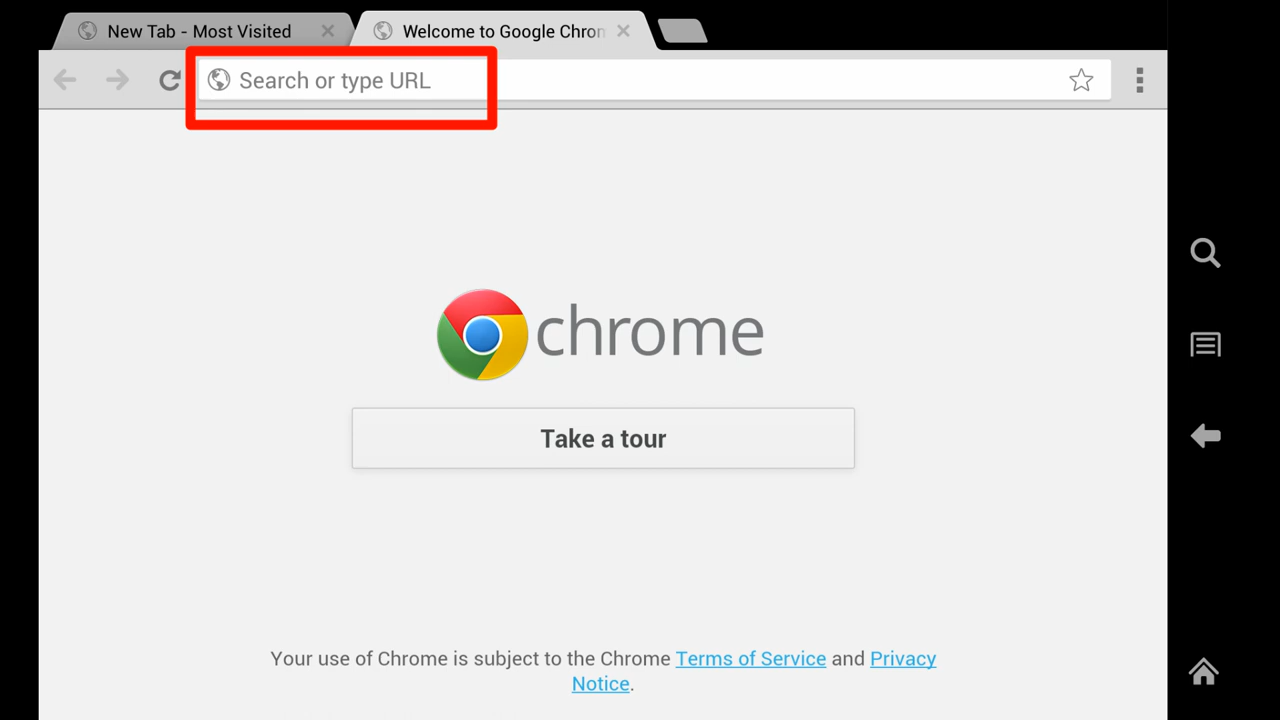 New Tab - Most Visited
Welcome to Google Chron
Search or type URL
chrome
Take a tour
Your use of Chrome is subject to the Chrome Terms of Service and Privacy
Notice.